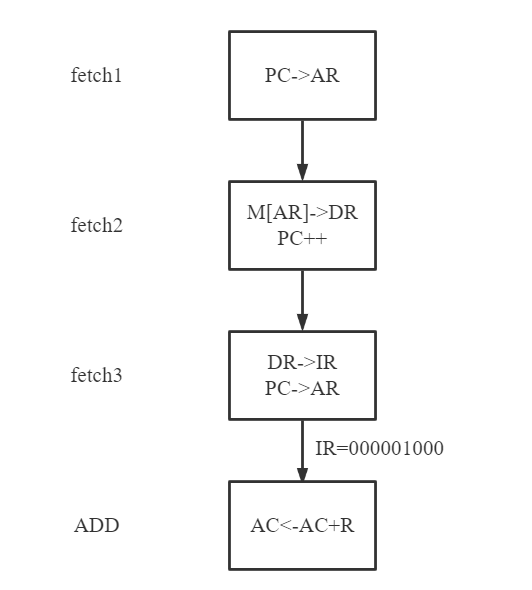 fetch1
PC->AR
fetch2
M[AR]->DR
PC++
fetch3
DR->IR
PC->AR
IR=000001000
ADD
AC<-AC+R